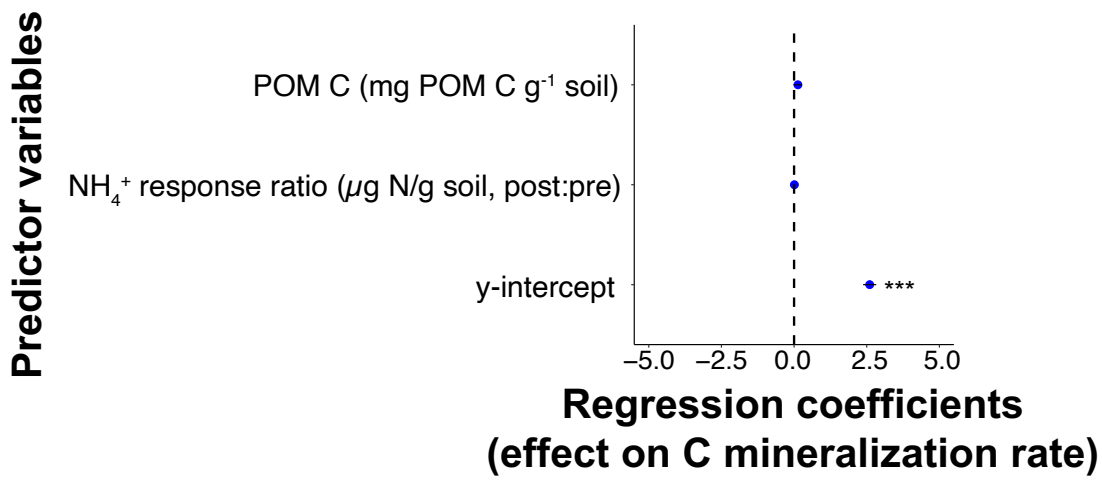 Predictor variables
POM C (mg POM C g⁻¹ soil)
NH₄⁺ response ratio (µg N/g soil, post:pre)
y-intercept
***
−5.0 −2.5 0.0 2.5 5.0
Regression coefficients
(effect on C mineralization rate)